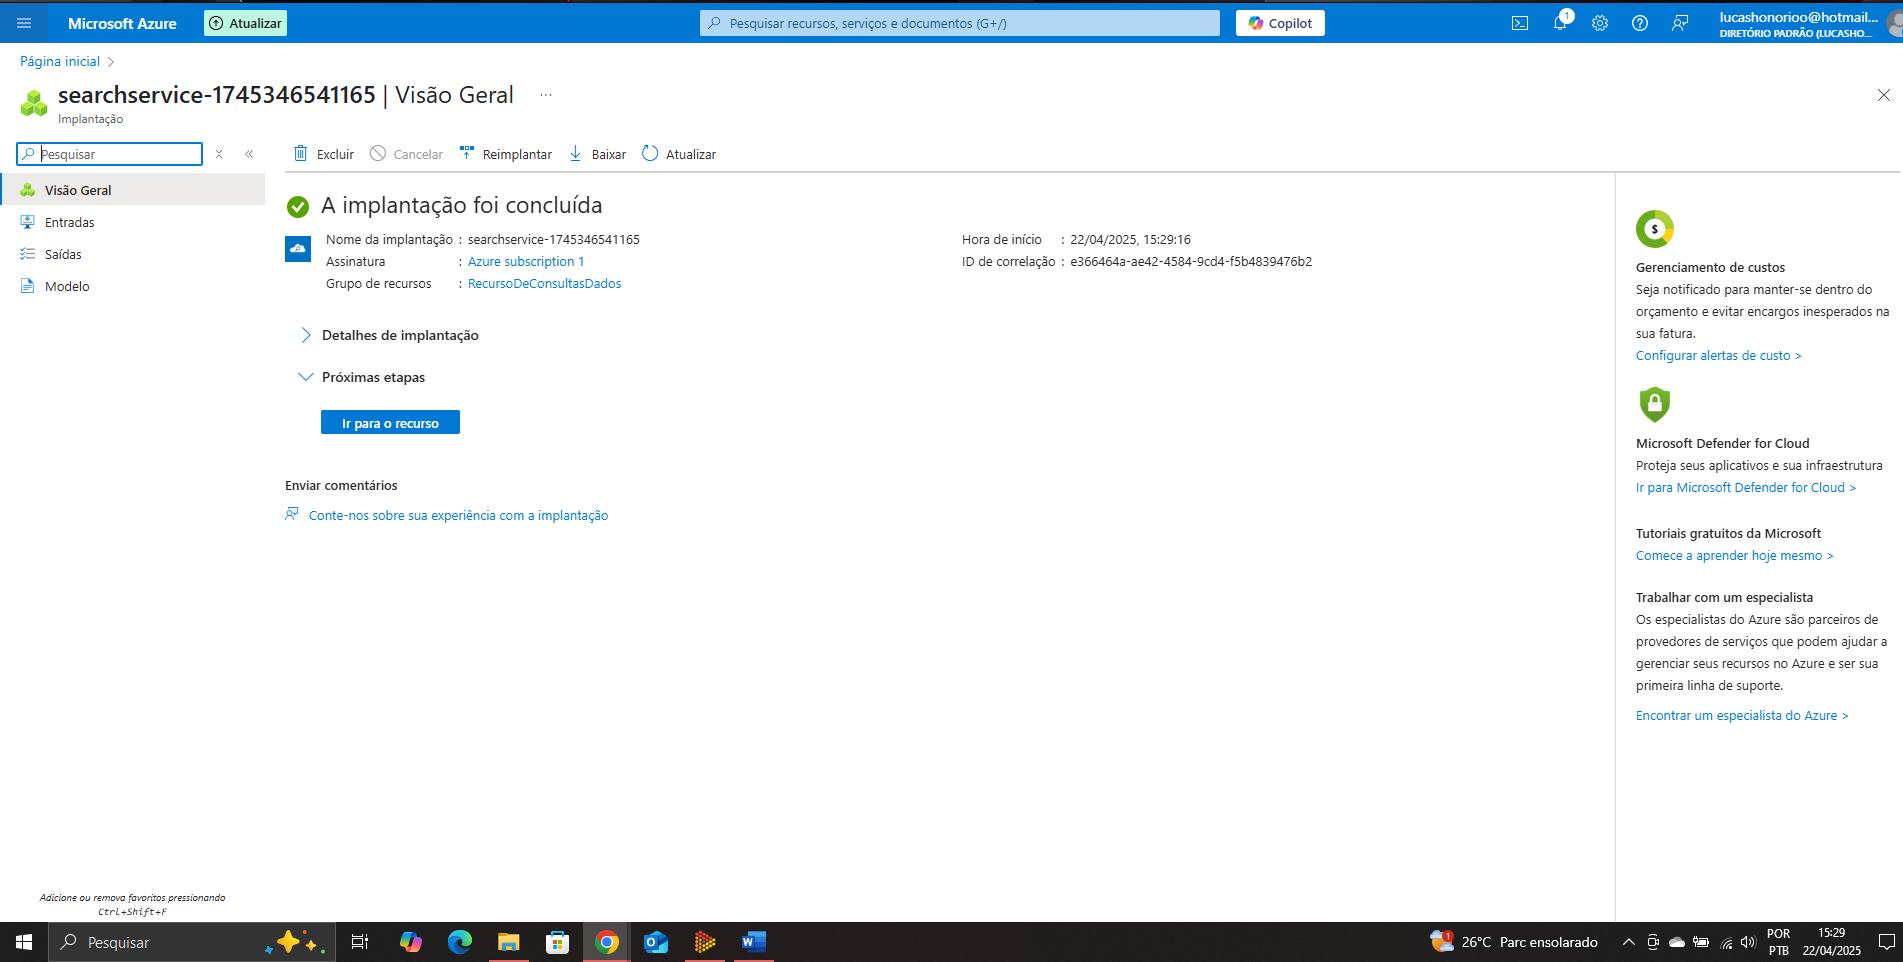 Microsoft Azure
Atualizar
Pesquisar recursos, serviços e documentos (G+/)
Copilot
1
lucashonorioo@hotmail...
DIRETÓRIO PADRÃO (LUCASHO...
Página inicial
searchservice-1745346541165 | Visão Geral
...
Implantação
Pesquisar
Excluir
Cancelar
Reimplantar
Baixar
Atualizar
Visão Geral
Entradas
Saídas
Modelo
A implantação foi concluída
Nome da implantação : searchservice-1745346541165
Assinatura : Azure subscription 1
Grupo de recursos : RecursoDeConsultasDados
Hora de início : 22/04/2025, 15:29:16
ID de correlação : e366464a-ae42-4584-9cd4-f5b4839476b2
Detalhes de implantação
Próximas etapas
Ir para o recurso
Enviar comentários
Conte-nos sobre sua experiência com a implantação
$
Gerenciamento de custos
Seja notificado para manter-se dentro do
orçamento e evitar encargos inesperados na
sua fatura.
Configurar alertas de custo >
Microsoft Defender for Cloud
Proteja seus aplicativos e sua infraestrutura
Ir para Microsoft Defender for Cloud >
Tutoriais gratuitos da Microsoft
Comece a aprender hoje mesmo >
Trabalhar com um especialista
Os especialistas do Azure são parceiros de
provedores de serviços que podem ajudar a
gerenciar seus recursos no Azure e ser sua
primeira linha de suporte.
Encontrar um especialista do Azure >
Adicione ou remova favoritos pressionando
Ctrl+Shift+F
Pesquisar
1
26°C Parc ensolarado
POR
PTB
15:29
22/04/2025